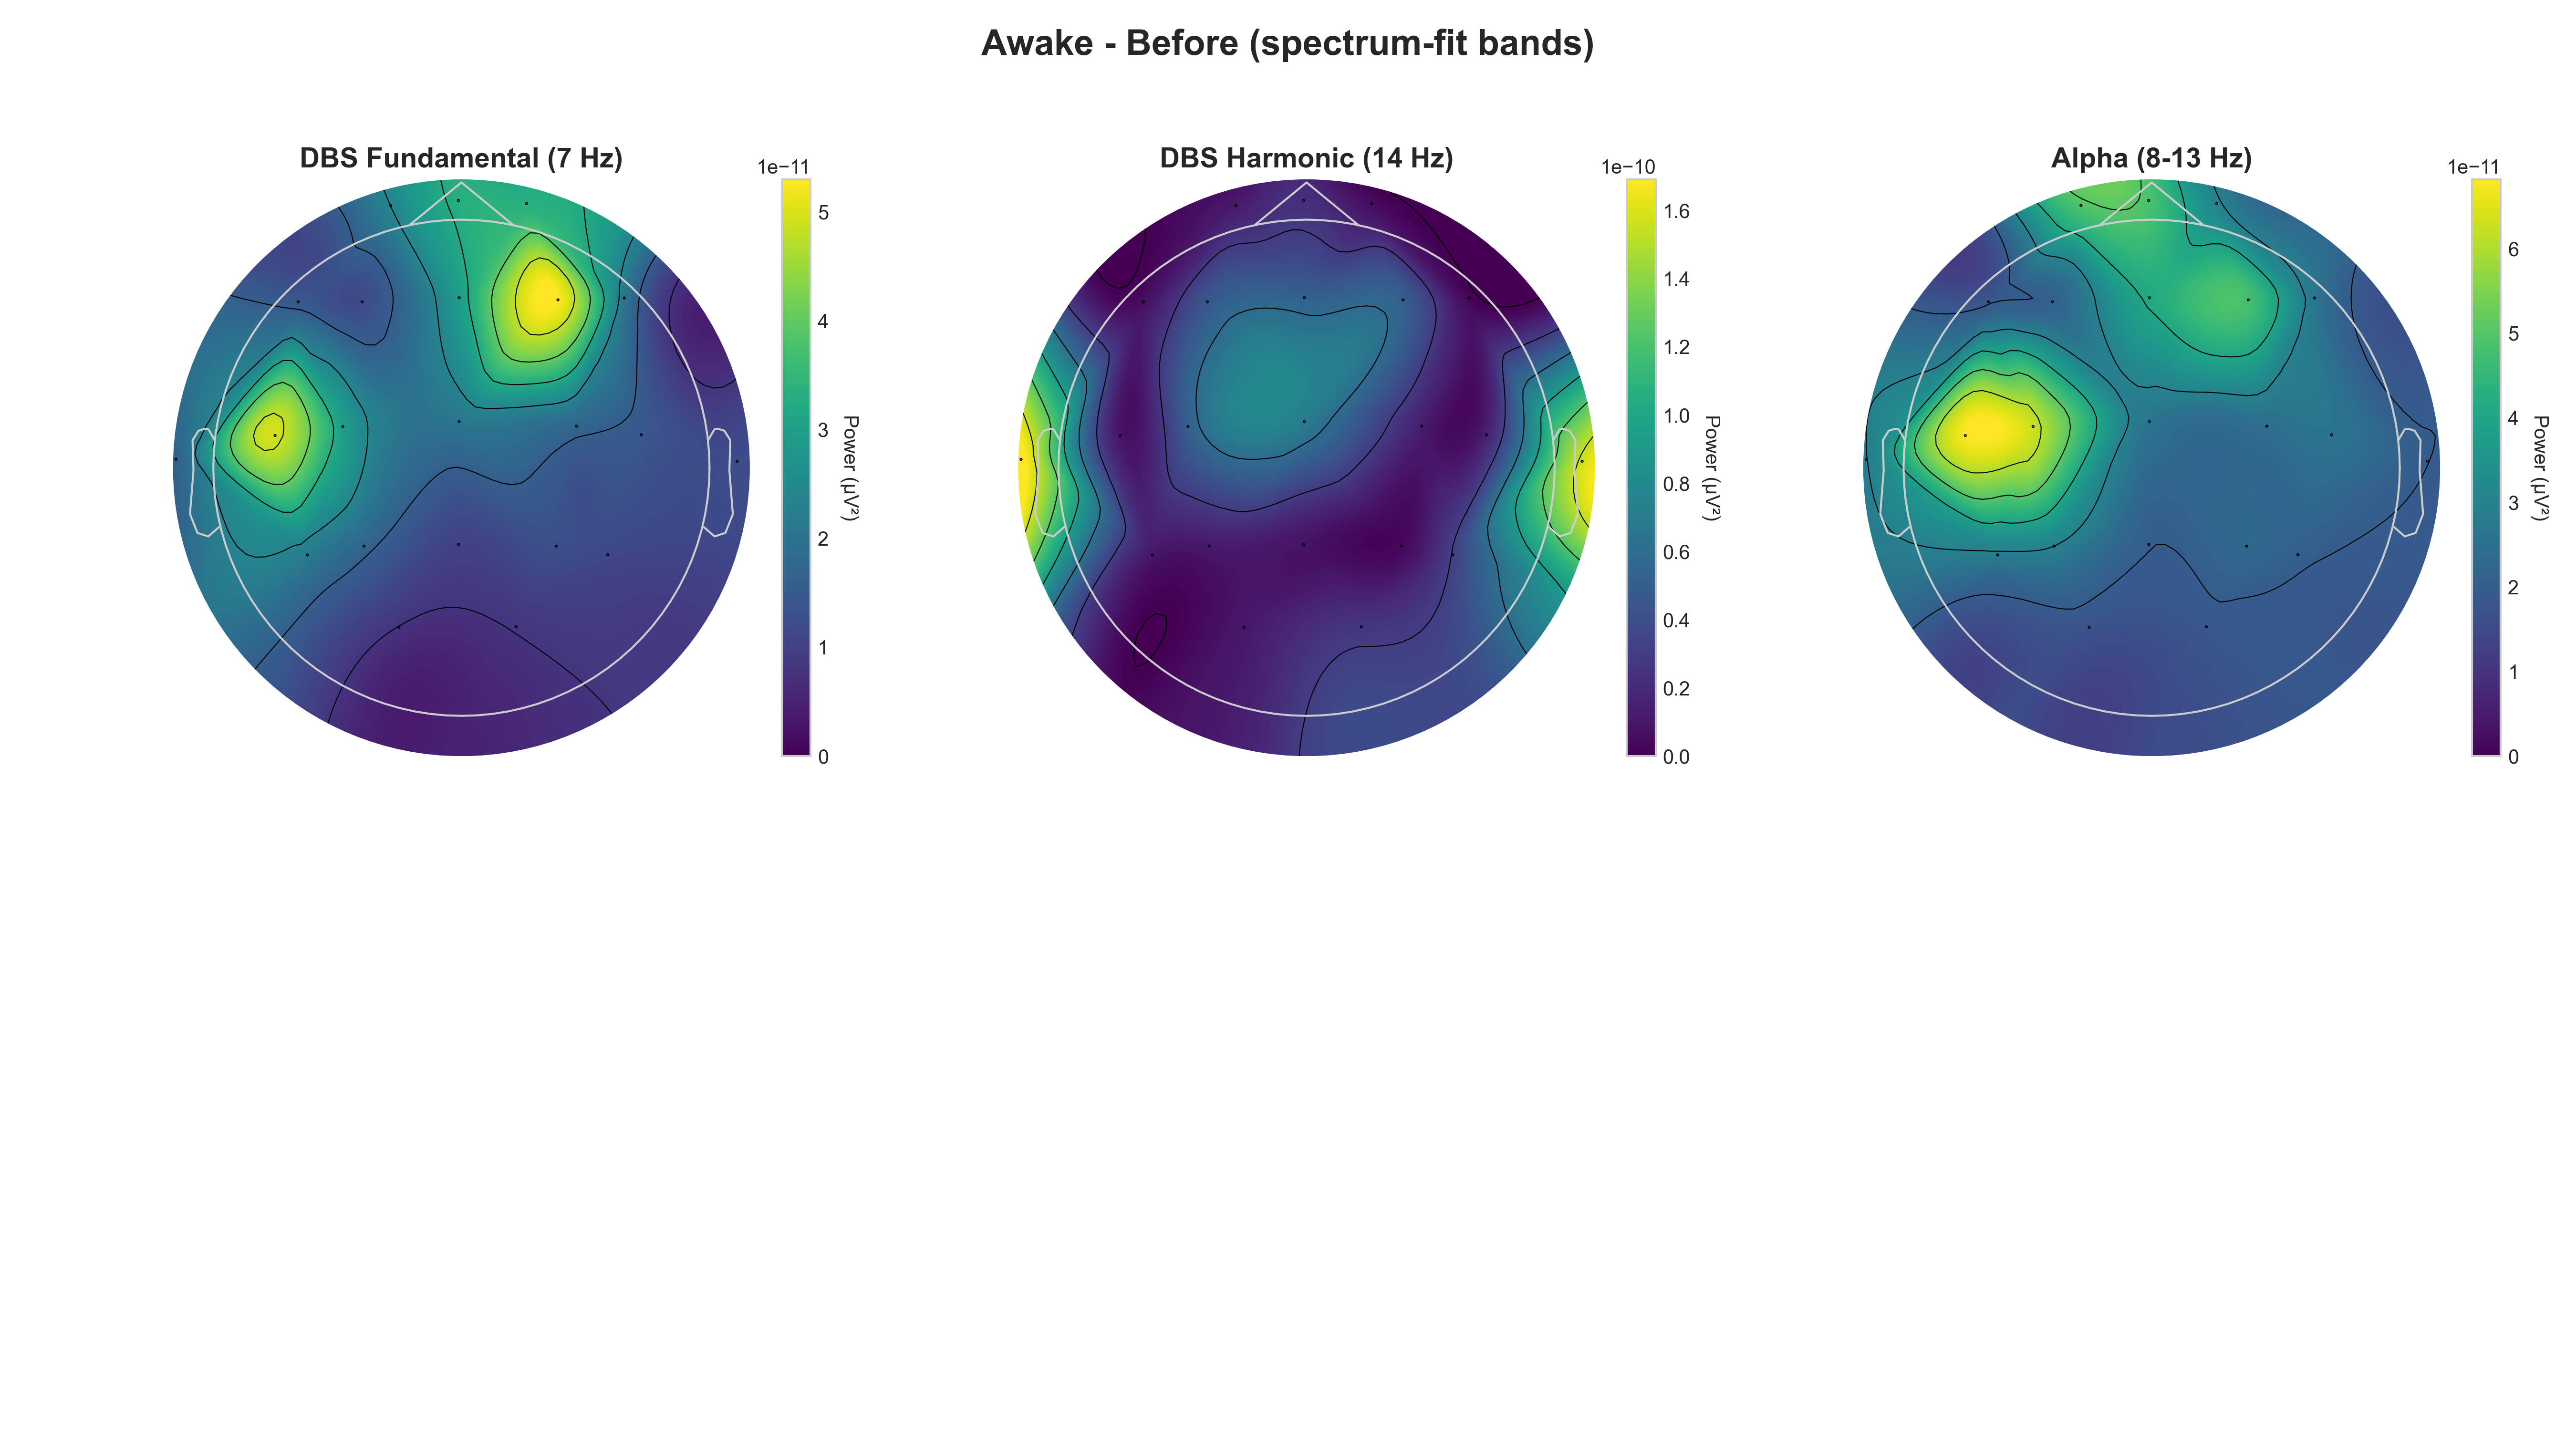 Awake - Before (spectrum-fit bands)
DBS Fundamental (7 Hz)
1e−11
5
4
3
2
1
0
Power (µV²)
DBS Harmonic (14 Hz)
1e−10
1.6
1.4
1.2
1.0
0.8
0.6
0.4
0.2
0.0
Power (µV²)
Alpha (8-13 Hz)
1e−11
6
5
4
3
2
1
0
Power (µV²)